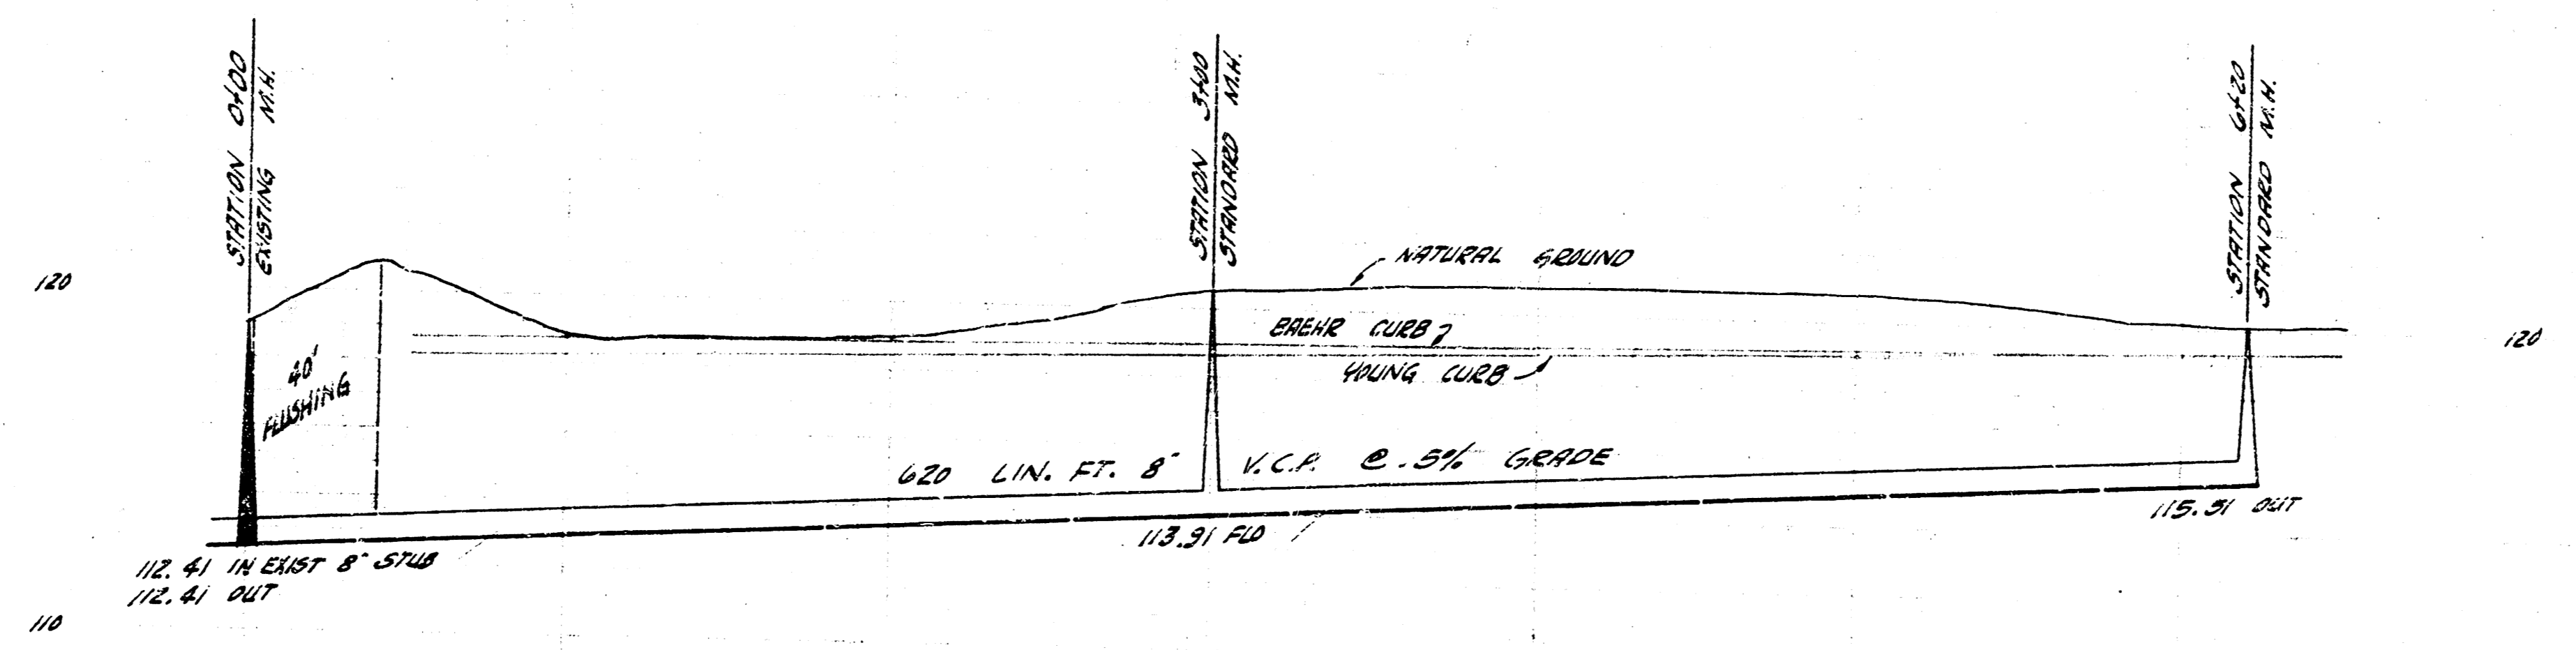 STATION 0+00
EXISTING M.H.
STATION 3+00
STANDARD M.H.
STATION 6+20
STANDARD M.H.
NATURAL GROUND
120
BAEHR CURB
120
YOUNG CURB
40'
FLUSHING
620 LIN. FT. 8" V.C.P. @ .5% GRADE
115.51 OUT
113.91 FLO
112.41 IN EXIST 8" STUB
112.41 OUT
110